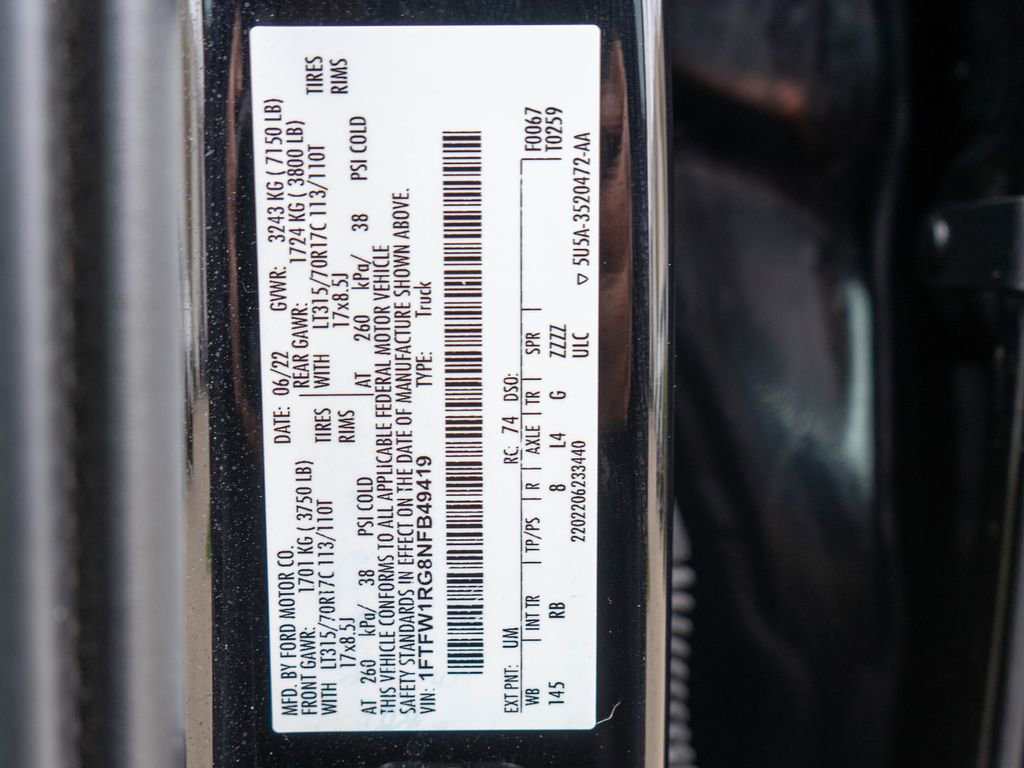 MFD. BY FORD MOTOR CO. DATE: 06/22 GVWR: 3243 KG ( 7150 LB)
FRONT GAWR: 1701 KG ( 3750 LB) REAR GAWR: 1724 KG ( 3800 LB)
WITH LT315/70R17C 113/110T TIRES WITH LT315/70R17C 113/110T TIRES
17x8.5J RIMS 17x8.5J RIMS
AT 260 kPa/ 38 PSI COLD AT 260 kPa/ 38 PSI COLD
THIS VEHICLE CONFORMS TO ALL APPLICABLE FEDERAL MOTOR VEHICLE
SAFETY STANDARDS IN EFFECT ON THE DATE OF MANUFACTURE SHOWN ABOVE.
VIN: 1FTFW1RG8NFB49419 TYPE: Truck
EXT PNT: UM RC: 74 DSO: F0067
WB INT TR TP/PS R AXLE TR SPR T0259
145 RB 8 L4 G ZZZZ
2202206233440 ULC ▽ 5U5A-3520472-AA